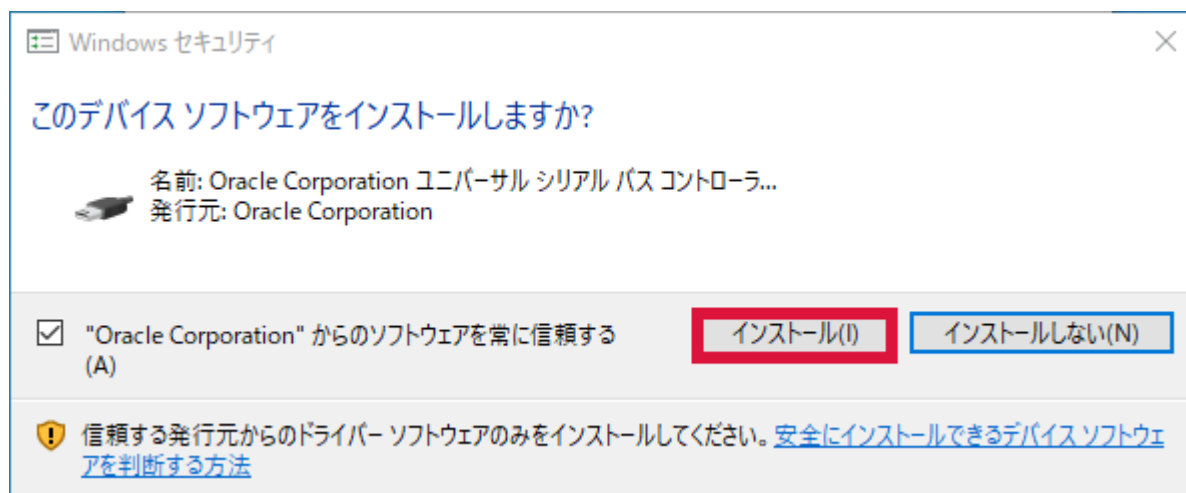 Windows セキュリティ
このデバイス ソフトウェアをインストールしますか?
名前: Oracle Corporation ユニバーサル シリアル バス コントローラ...
発行元: Oracle Corporation
"Oracle Corporation" からのソフトウェアを常に信頼する
(A)
インストール(I)
インストールしない(N)
信頼する発行元からのドライバー ソフトウェアのみをインストールしてください。安全にインストールできるデバイス ソフトウェ
アを判断する方法